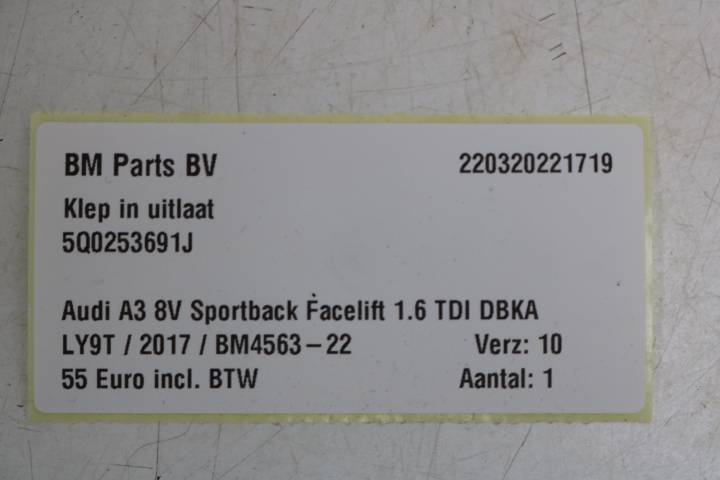 BM Parts BV 220320221719
Klep in uitlaat
5Q0253691J
Audi A3 8V Sportback Facelift 1.6 TDI DBKA
LY9T / 2017 / BM4563-22 Verz: 10
55 Euro incl. BTW Aantal: 1